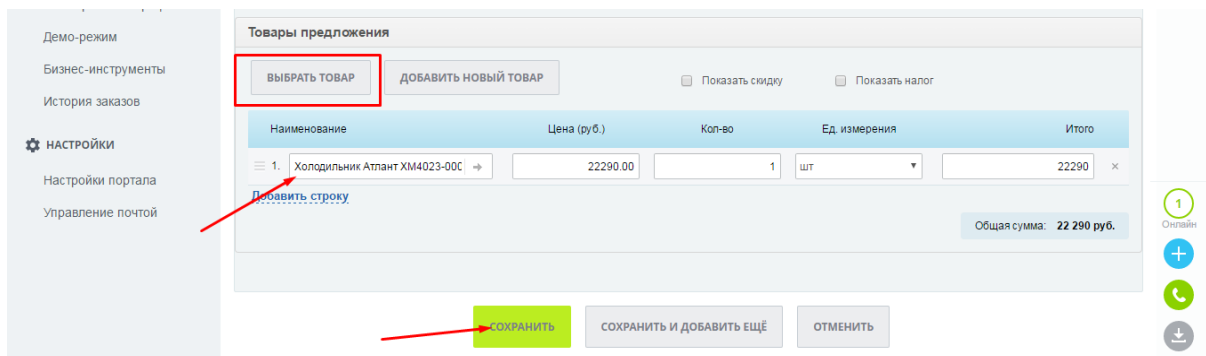 Демо-режим
Бизнес-инструменты
История заказов
НАСТРОЙКИ
Настройки портала
Управление почтой
Товары предложения
ВЫБРАТЬ ТОВАР ДОБАВИТЬ НОВЫЙ ТОВАР Показать скидку Показать налог
Наименование Цена (руб.) Кол-во Ед. измерения Итого
1. Холодильник Атлант ХМ4023-000 22290.00 1 шт 22290
Добавить строку
Общая сумма: 22 290 руб.
СОХРАНИТЬ СОХРАНИТЬ И ДОБАВИТЬ ЕЩЁ ОТМЕНИТЬ
1
Онлайн